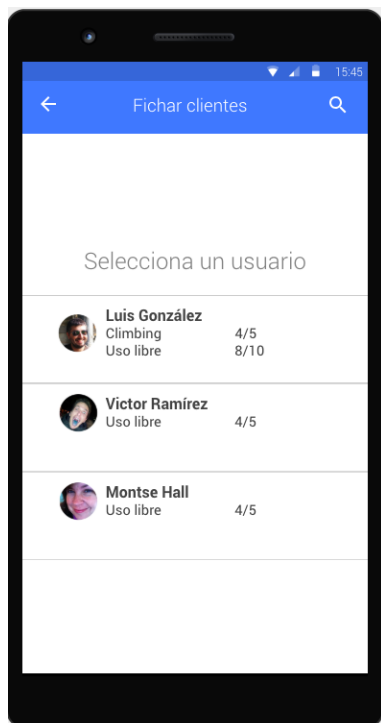 15:45
Fichar clientes
Selecciona un usuario
Luis González
Climbing 4/5
Uso libre 8/10
Victor Ramírez
Uso libre 4/5
Montse Hall
Uso libre 4/5